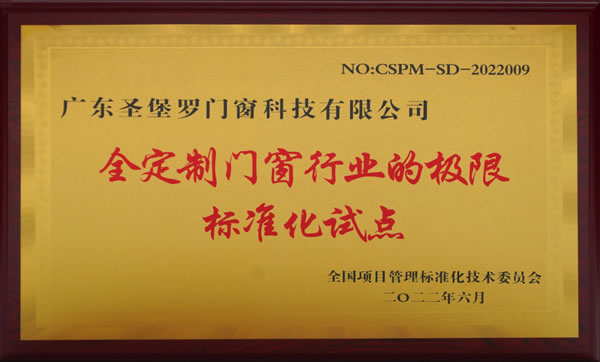 NO:CSPM-SD-2022009
广东圣堡罗门窗科技有限公司
全定制门窗行业的极限
标准化试点
全国项目管理标准化技术委员会
二〇二二年六月